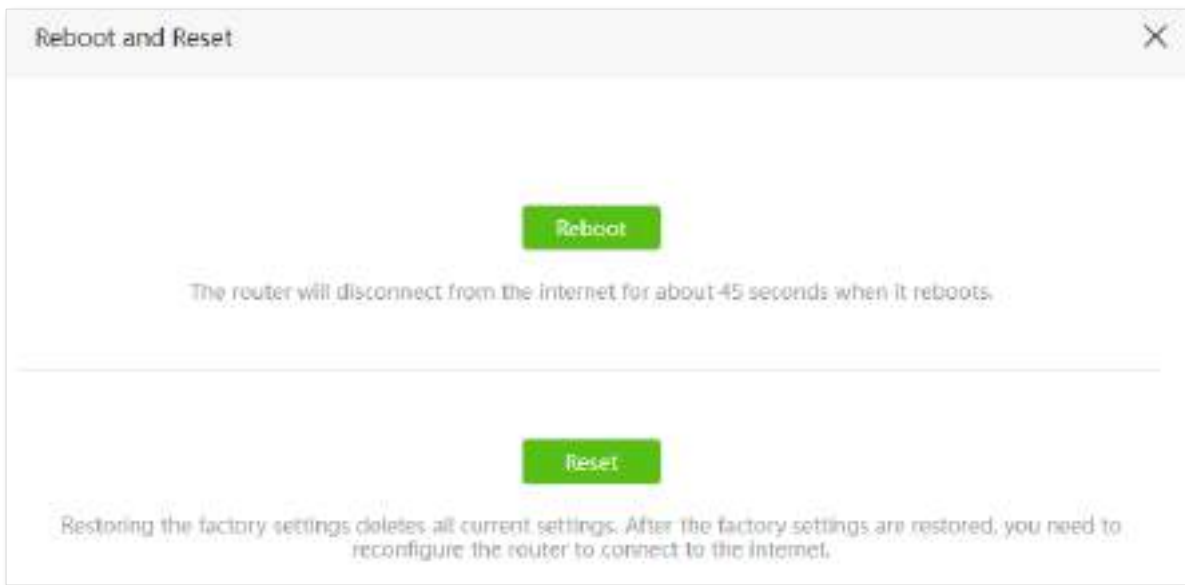 Reboot and Reset
Reboot
The router will disconnect from the internet for about 45 seconds when it reboots.
Reset
Restoring the factory settings deletes all current settings. After the factory settings are restored, you need to
reconfigure the router to connect to the internet.